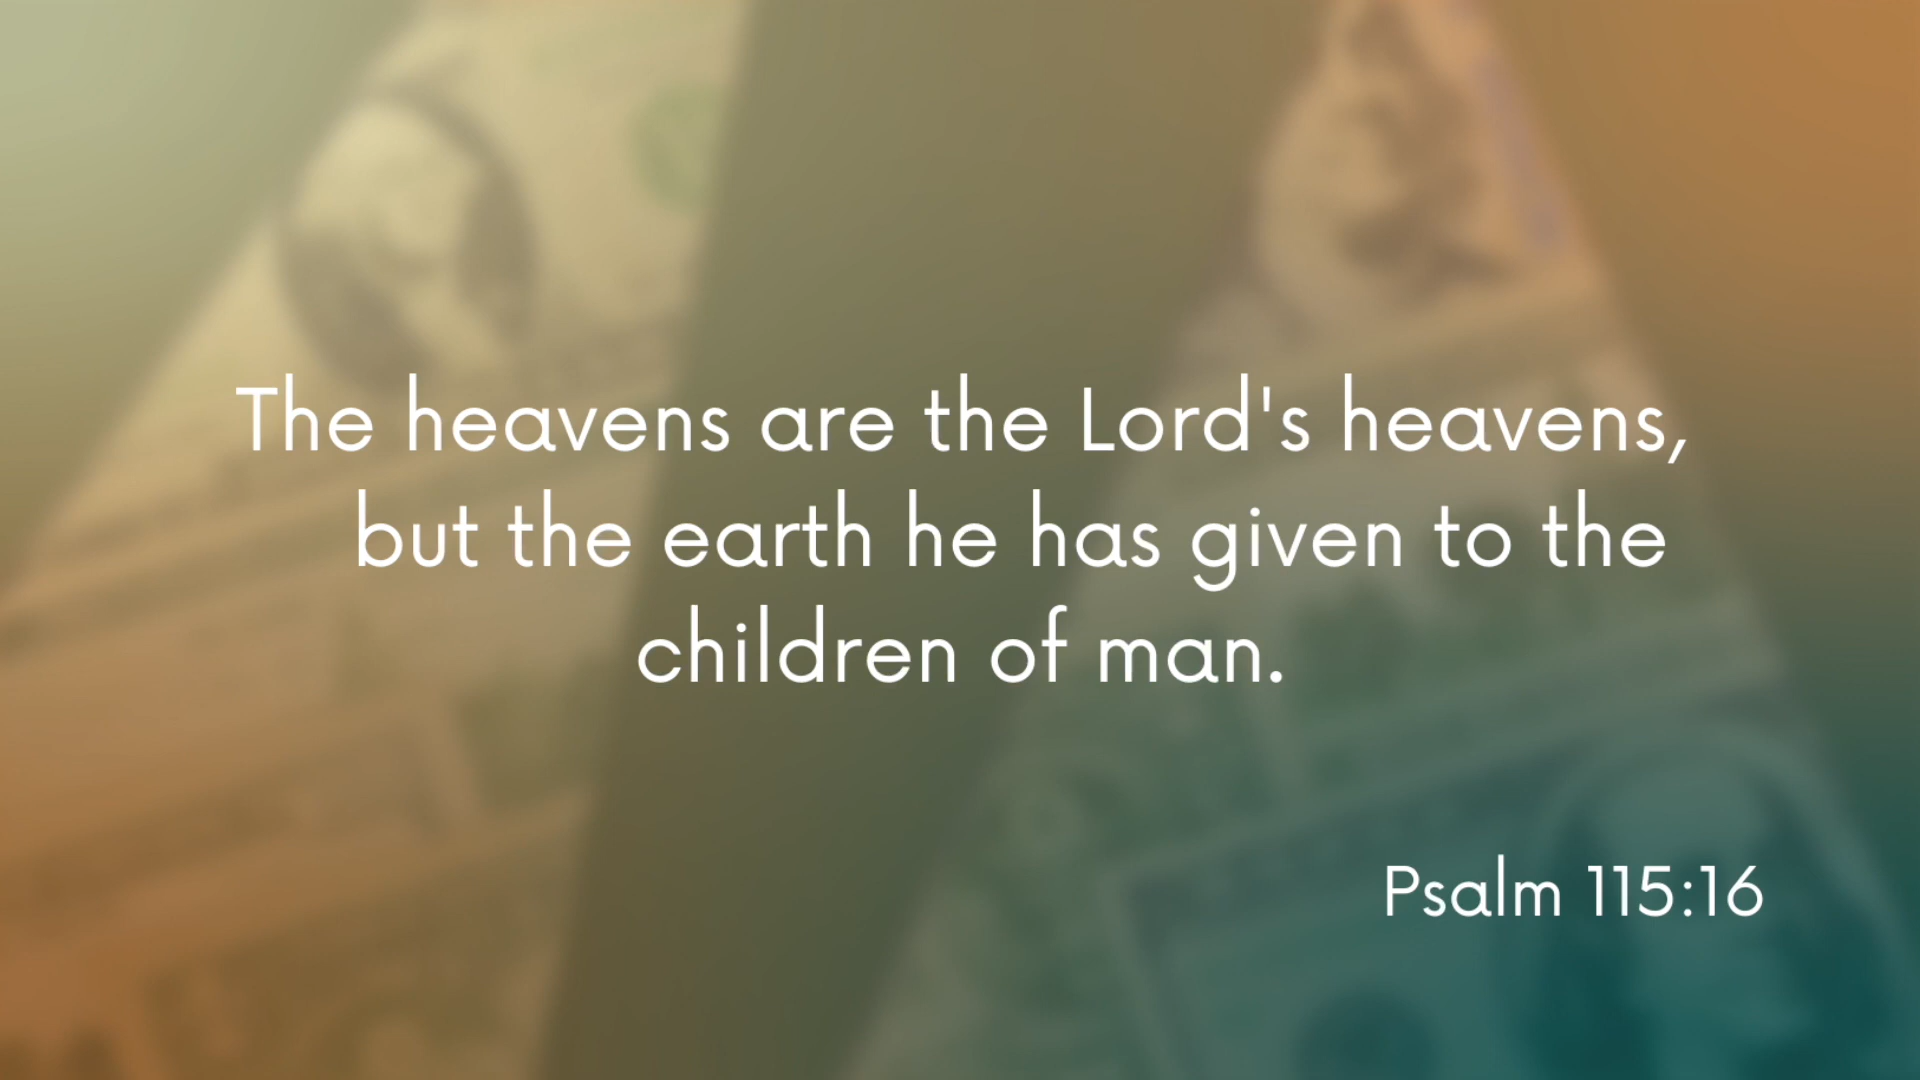 The heavens are the Lord's heavens,
but the earth he has given to the
children of man.
Psalm 115:16